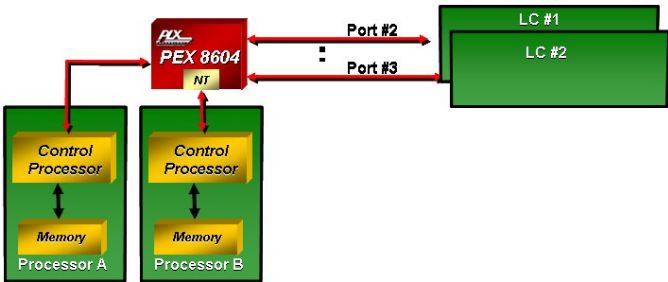 PLX
PEX 8604
NT
Port #2
Port #3
LC #1
LC #2
Control
Processor
Memory
Processor A
Control
Processor
Memory
Processor B